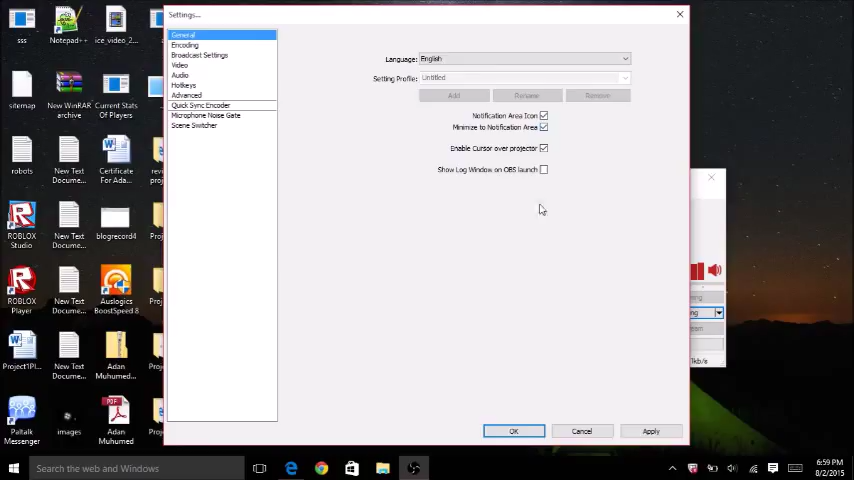 Settings...
General
Encoding
Broadcast Settings
Video
Audio
Hotkeys
Advanced
Quick Sync Encoder
Microphone Noise Gate
Scene Switcher
Language: English
Setting Profile: Untitled
Add Rename Remove
Notification Area Icon
Minimize to Notification Area
Enable Cursor over projector
Show Log Window on OBS launch
OK Cancel Apply
sss
Notepad++
ice_video_2...
sitemap
New WinRAR archive
Current Stats Of Players
robots
New Text Docume...
Certificate For Ada...
ROBLOX Studio
New Text Docume...
blogrecord4
ROBLOX Player
New Text Docume...
Auslogics BoostSpeed 8
Project1Pl...
New Text Docume...
Adan Muhumed...
Paltalk Messenger
images
Adan Muhumed
PDF
Search the web and Windows
6:59 PM
8/2/2015